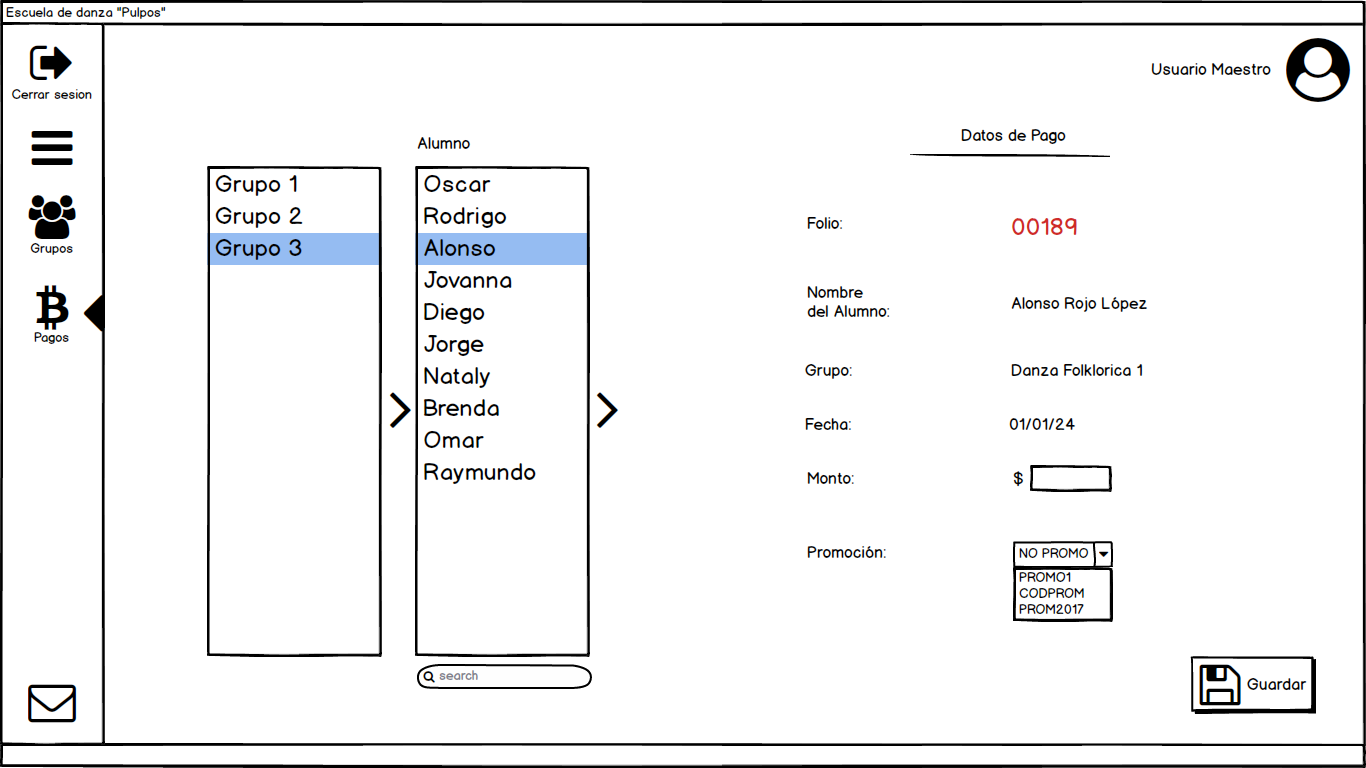 Escuela de danza "Pulpos"
Cerrar sesion
Grupos
Pagos
Usuario Maestro
Grupo 1
Grupo 2
Grupo 3
Alumno
Oscar
Rodrigo
Alonso
Jovanna
Diego
Jorge
Nataly
Brenda
Omar
Raymundo
search
Datos de Pago
Folio: 00189
Nombre
del Alumno: Alonso Rojo López
Grupo: Danza Folklorica 1
Fecha: 01/01/24
Monto: $
Promoción: NO PROMO
PROMO1
CODPROM
PROM2017
Guardar